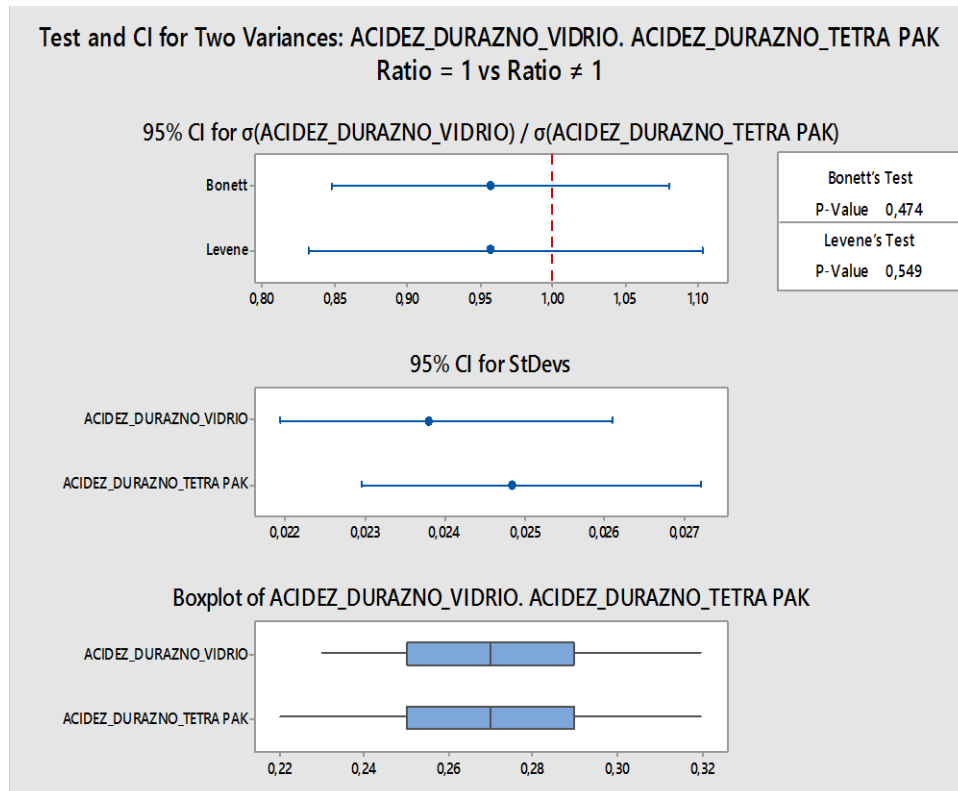 Test and CI for Two Variances: ACIDEZ_DURAZNO_VIDRIO. ACIDEZ_DURAZNO_TETRA PAK
Ratio = 1 vs Ratio ≠ 1
95% CI for σ(ACIDEZ_DURAZNO_VIDRIO) / σ(ACIDEZ_DURAZNO_TETRA PAK)
Bonett
Levene
0,80 0,85 0,90 0,95 1,00 1,05 1,10
Bonett's Test
P-Value 0,474
Levene's Test
P-Value 0,549
95% CI for StDevs
ACIDEZ_DURAZNO_VIDRIO
ACIDEZ_DURAZNO_TETRA PAK
0,022 0,023 0,024 0,025 0,026 0,027
Boxplot of ACIDEZ_DURAZNO_VIDRIO. ACIDEZ_DURAZNO_TETRA PAK
ACIDEZ_DURAZNO_VIDRIO
ACIDEZ_DURAZNO_TETRA PAK
0,22 0,24 0,26 0,28 0,30 0,32